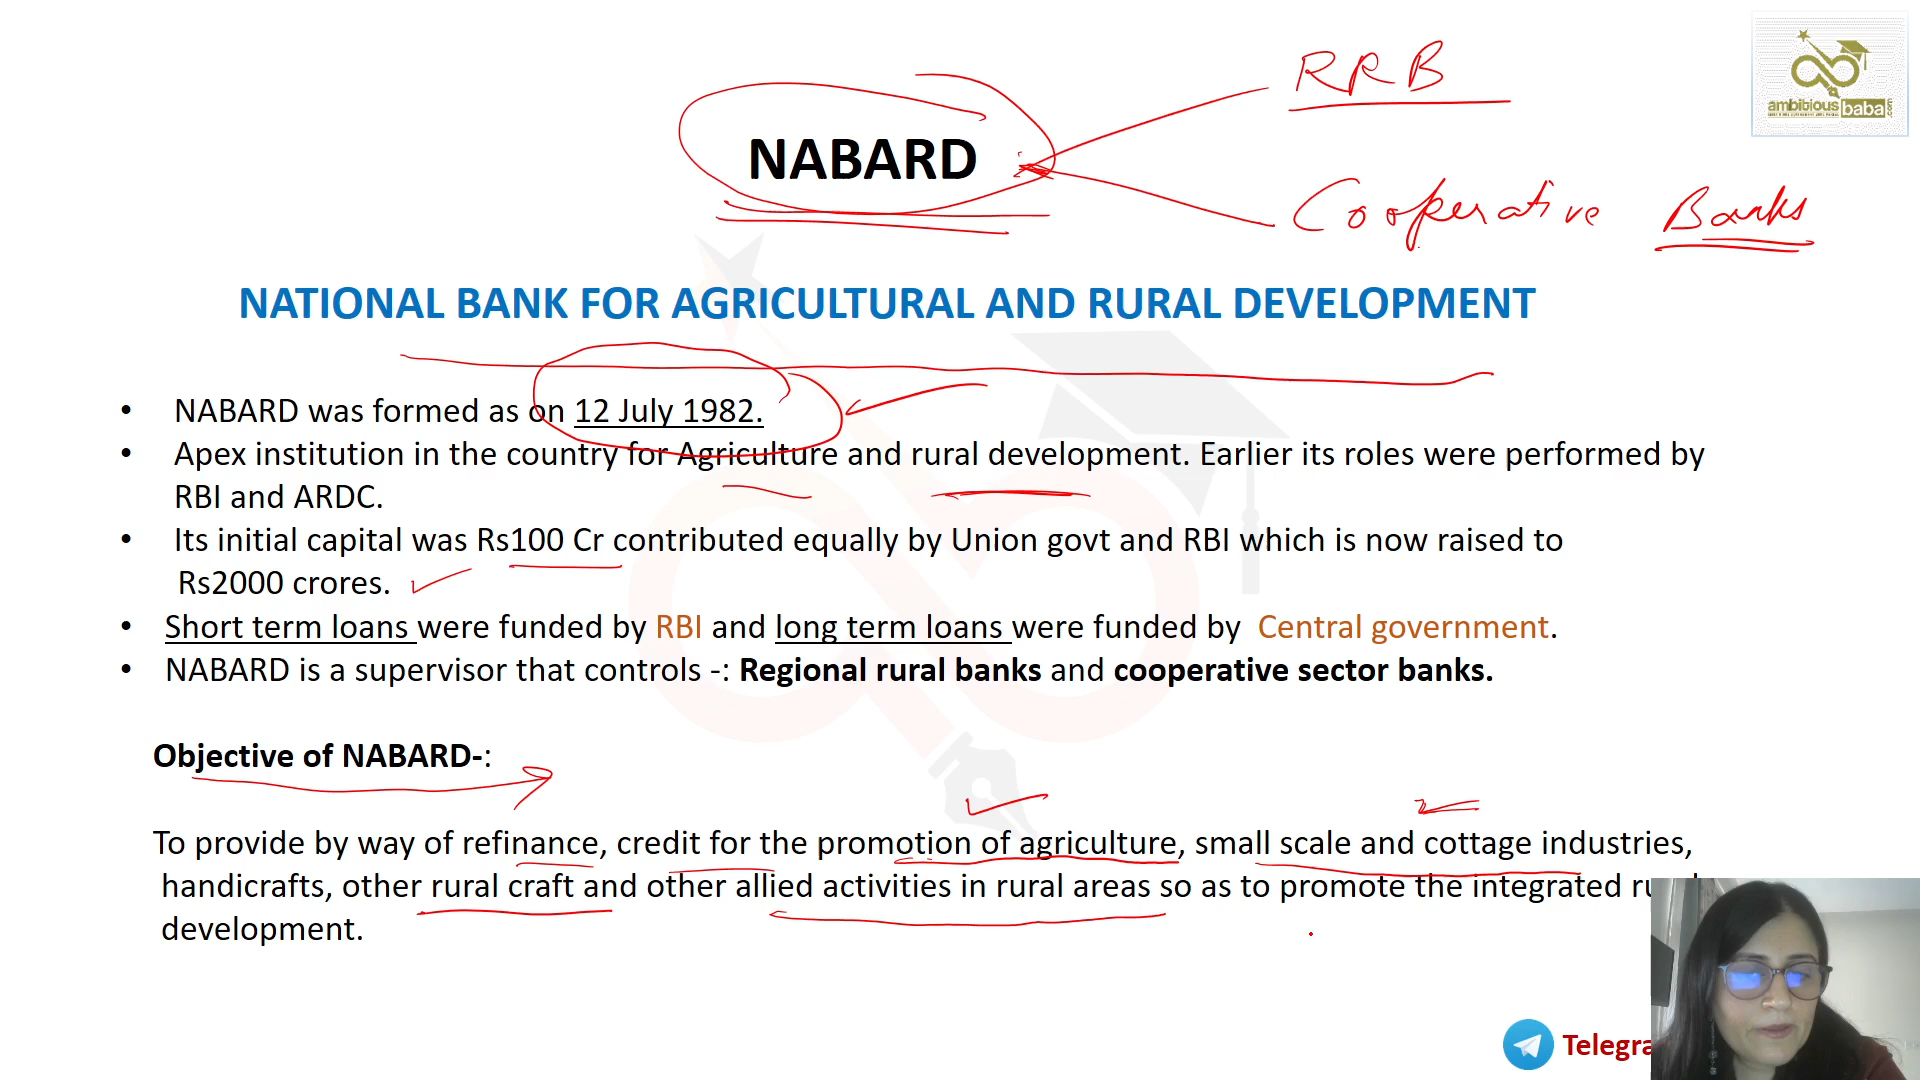 RRB
ambitious baba
.com
NABARD
Cooperative Banks
NATIONAL BANK FOR AGRICULTURAL AND RURAL DEVELOPMENT
• NABARD was formed as on 12 July 1982.
• Apex institution in the country for Agriculture and rural development. Earlier its roles were performed by
RBI and ARDC.
• Its initial capital was Rs100 Cr contributed equally by Union govt and RBI which is now raised to
Rs2000 crores.
• Short term loans were funded by RBI and long term loans were funded by Central government.
• NABARD is a supervisor that controls -: Regional rural banks and cooperative sector banks.
Objective of NABARD-:
To provide by way of refinance, credit for the promotion of agriculture, small scale and cottage industries,
handicrafts, other rural craft and other allied activities in rural areas so as to promote the integrated
development.